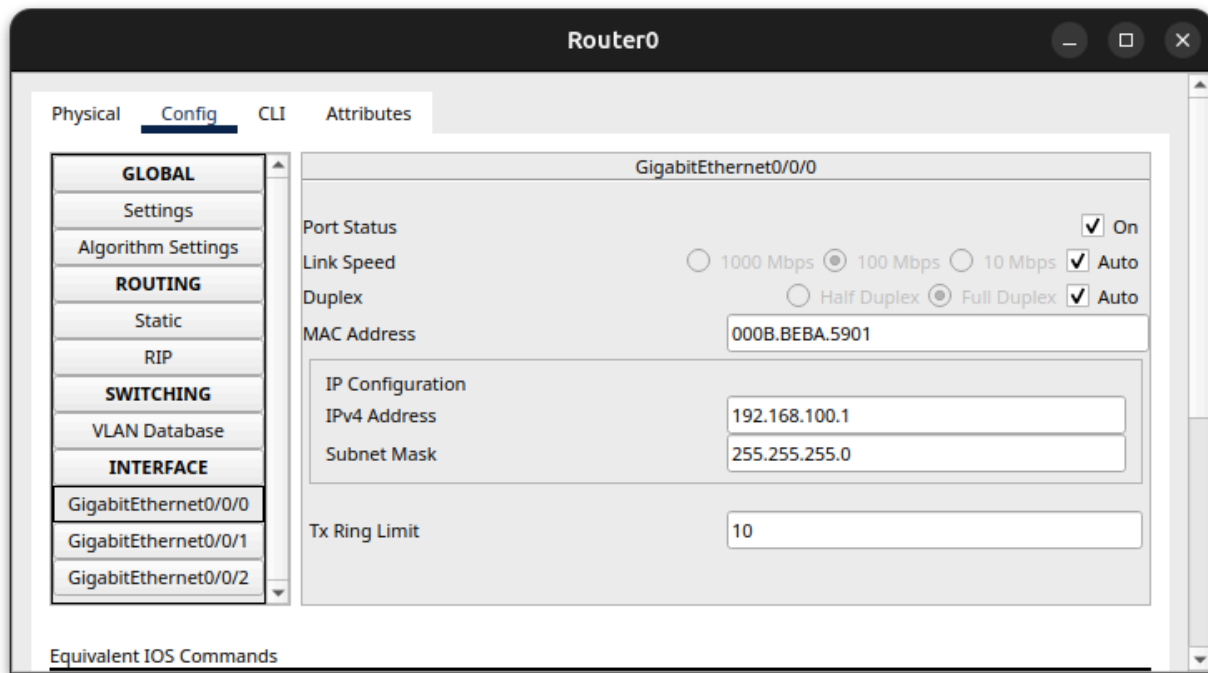 Router0
Physical Config CLI Attributes
GLOBAL
Settings
Algorithm Settings
ROUTING
Static
RIP
SWITCHING
VLAN Database
INTERFACE
GigabitEthernet0/0/0
GigabitEthernet0/0/1
GigabitEthernet0/0/2
GigabitEthernet0/0/0
Port Status On
Link Speed 1000 Mbps 100 Mbps 10 Mbps Auto
Duplex Half Duplex Full Duplex Auto
MAC Address 000B.BEBA.5901
IP Configuration
IPv4 Address 192.168.100.1
Subnet Mask 255.255.255.0
Tx Ring Limit 10
Equivalent IOS Commands